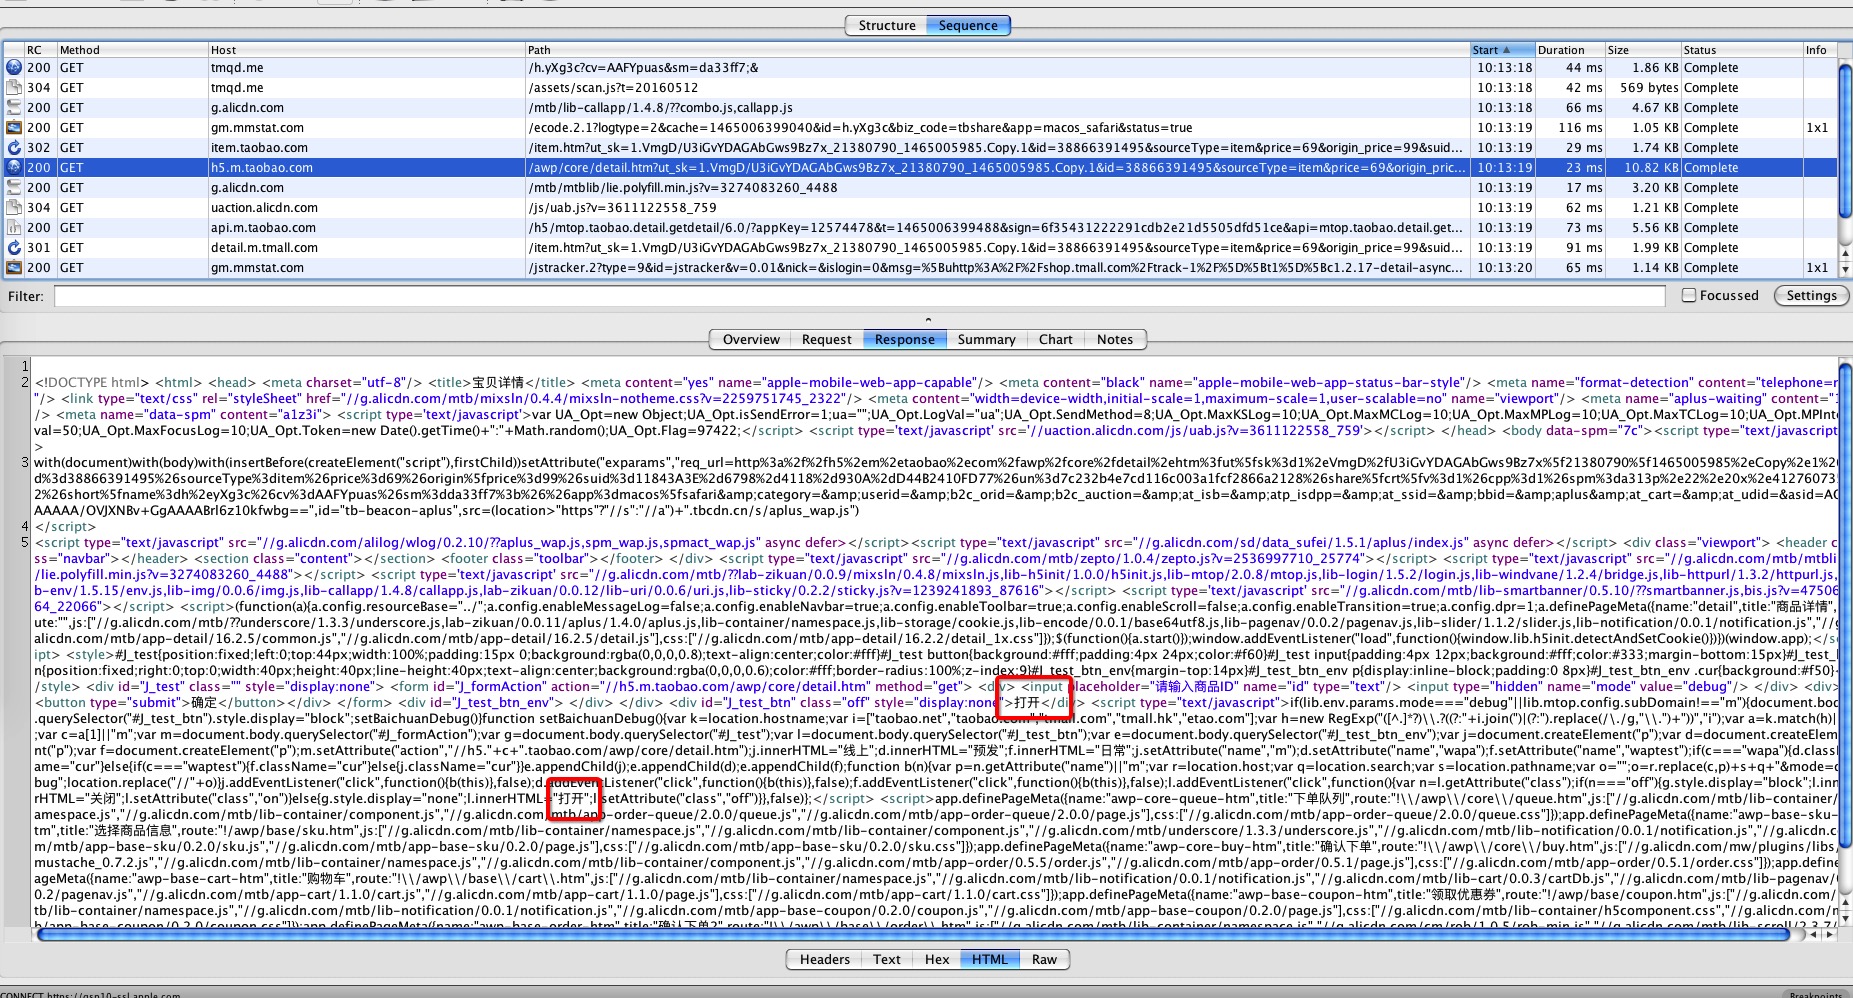 Structure Sequence
RC Method Host Path Start Duration Size Status Info
200 GET tmqd.me /h.yXg3c?cv=AAFYpuas&sm=da33ff7;& 10:13:18 44 ms 1.86 KB Complete
304 GET tmqd.me /assets/scan.js?t=20160512 10:13:18 42 ms 569 bytes Complete
200 GET g.alicdn.com /mtb/lib-callapp/1.4.8/??combo.js,callapp.js 10:13:18 66 ms 4.67 KB Complete
200 GET gm.mmstat.com /ecode.2.1?logtype=2&cache=1465006399040&id=h.yXg3c&biz_code=tbshare&app=macos_safari&status=true 10:13:19 116 ms 1.05 KB Complete 1x1
302 GET item.taobao.com /item.htm?ut_sk=1.VmgD/U3iGvYDAGAbGws9Bz7x_21380790_1465005985.Copy.1&id=38866391495&sourceType=item&price=69&origin_price=99&suid... 10:13:19 29 ms 1.74 KB Complete
200 GET h5.m.taobao.com /awp/core/detail.htm?ut_sk=1.VmgD/U3iGvYDAGAbGws9Bz7x_21380790_1465005985.Copy.1&id=38866391495&sourceType=item&price=69&origin_pric... 10:13:19 23 ms 10.82 KB Complete
200 GET g.alicdn.com /mtb/mtblib/lie.polyfill.min.js?v=3274083260_4488 10:13:19 17 ms 3.20 KB Complete
304 GET uaction.alicdn.com /js/uab.js?v=3611122558_759 10:13:19 62 ms 1.21 KB Complete
200 GET api.m.taobao.com /h5/mtop.taobao.detail.getdetail/6.0/?appKey=12574478&t=1465006399488&sign=6f35431222291cdb2e21d5505dfd51ce&api=mtop.taobao.detail.get... 10:13:19 73 ms 5.56 KB Complete
301 GET detail.m.tmall.com /item.htm?ut_sk=1.VmgD/U3iGvYDAGAbGws9Bz7x_21380790_1465005985.Copy.1&id=38866391495&sourceType=item&price=69&origin_price=99&suid... 10:13:19 91 ms 1.99 KB Complete
200 GET gm.mmstat.com /jstracker.2?type=9&id=jstracker&v=0.01&nick=&islogin=0&msg=%5Buhttp%3A%2F%2Fshop.tmall.com%2Ftrack-1%2F%5D%5Bt1%5D%5Bc1.2.17-detail-async... 10:13:20 65 ms 1.14 KB Complete 1x1
Filter: Focussed Settings
Overview Request Response Summary Chart Notes
1
2 <!DOCTYPE html> <html> <head> <meta charset="utf-8"/> <title>宝贝详情</title> <meta content="yes" name="apple-mobile-web-app-capable"/> <meta content="black" name="apple-mobile-web-app-status-bar-style"/> <meta name="format-detection" content="telephone=
"/> <link type="text/css" rel="styleSheet" href="//g.alicdn.com/mtb/mixsln/0.4.4/mixsln-notheme.css?v=2259751745_2322"/> <meta content="width=device-width,initial-scale=1,maximum-scale=1,user-scalable=no" name="viewport"/> <meta name="aplus-waiting" content="
/> <meta name="data-spm" content="a1z3i"> <script type='text/javascript'>var UA_Opt=new Object;UA_Opt.isSendError=1;ua="";UA_Opt.LogVal="ua";UA_Opt.SendMethod=8;UA_Opt.MaxKSLog=10;UA_Opt.MaxMCLog=10;UA_Opt.MaxMPLog=10;UA_Opt.MaxTCLog=10;UA_Opt.MPInte
val=50;UA_Opt.MaxFocusLog=10;UA_Opt.Token=new Date().getTime()+":"+Math.random();UA_Opt.Flag=97422;</script> <script type='text/javascript' src='//uaction.alicdn.com/js/uab.js?v=3611122558_759'></script> </head> <body data-spm="7c"><script type="text/javascript
>
3 with(document)with(body)with(insertBefore(createElement("script"),firstChild))setAttribute("exparams","req_url=http%3a%2f%2fh5%2em%2etaobao%2ecom%2fawp%2fcore%2fdetail%2ehtm%3fut%5fsk%3d1%2eVmgD%2fU3iGvYDAGAbGws9Bz7x%5f21380790%5f1465005985%2eCopy%2e1%2
d%3d38866391495%26sourceType%3ditem%26price%3d69%26origin%5fprice%3d99%26suid%3d11843A3E%2d6798%2d4118%2d930A%2dD44B2410FD77%26un%3d7c232b4e7cd116c003a1fcf2866a2128%26share%5fcrt%5fv%3d1%26cpp%3d1%26spm%3da313p%2e22%2e20x%2e41276073
2%26short%5fname%3dh%2eyXg3c%26cv%3dAAFYpuas%26sm%3dda33ff7%3b%26%26app%3dmacos%5fsafari&amp;category=&amp;userid=&amp;b2c_orid=&amp;b2c_auction=&amp;at_isb=&amp;atp_isdpp=&amp;at_ssid=&amp;bbid=&amp;aplus&amp;at_cart=&amp;at_udid=&amp;asid=AC
AAAAA/OVJXNBv+GgAAAABrl6z10kfwbg==",id="tb-beacon-aplus",src=(location>"https"?"//s":"//a")+".tbcdn.cn/s/aplus_wap.js")
4 </script>
5 <script type="text/javascript" src="//g.alicdn.com/alilog/wlog/0.2.10/??aplus_wap.js,spm_wap.js,spmact_wap.js" async defer></script><script type="text/javascript" src="//g.alicdn.com/sd/data_sufei/1.5.1/aplus/index.js" async defer></script> <div class="viewport"> <header c
ss="navbar"></header> <section class="content"></section> <footer class="toolbar"></footer> </div> <script type="text/javascript" src="//g.alicdn.com/mtb/zepto/1.0.4/zepto.js?v=2536997710_25774"></script> <script type="text/javascript" src="//g.alicdn.com/mtb/mtbli
/lie.polyfill.min.js?v=3274083260_4488"></script> <script type='text/javascript' src="//g.alicdn.com/mtb/??lab-zikuan/0.0.9/mixsln/0.4.8/mixsln.js,lib-h5init/1.0.0/h5init.js,lib-mtop/2.0.8/mtop.js,lib-login/1.5.2/login.js,lib-windvane/1.2.4/bridge.js,lib-httpurl/1.3.2/httpurl.js,
b-env/1.5.15/env.js,lib-img/0.0.6/img.js,lib-callapp/1.4.8/callapp.js,lab-zikuan/0.0.12/lib-uri/0.0.6/uri.js,lib-sticky/0.2.2/sticky.js?v=1239241893_87616"></script> <script type='text/javascript' src="//g.alicdn.com/mtb/lib-smartbanner/0.5.10/??smartbanner.js,bis.js?v=47506
64_22066"></script> <script>(function(a){a.config.resourceBase="../";a.config.enableMessageLog=false;a.config.enableNavbar=true;a.config.enableToolbar=true;a.config.enableScroll=false;a.config.enableTransition=true;a.config.dpr=1;a.definePageMeta({name:"detail",title:"商品详情",
ute:"",js:["//g.alicdn.com/mtb/??underscore/1.3.3/underscore.js,lab-zikuan/0.0.11/aplus/1.4.0/aplus.js,lib-container/namespace.js,lib-storage/cookie.js,lib-encode/0.0.1/base64utf8.js,lib-pagenav/0.0.2/pagenav.js,lib-slider/1.1.2/slider.js,lib-notification/0.0.1/notification.js","//g
alicdn.com/mtb/app-detail/16.2.5/common.js","//g.alicdn.com/mtb/app-detail/16.2.5/detail.js"],css:["//g.alicdn.com/mtb/app-detail/16.2.2/detail_1x.css"]});$(function(){a.start()});window.addEventListener("load",function(){window.lib.h5init.detectAndSetCookie()})})(window.app);</sc
ipt> <style>#J_test{position:fixed;left:0;top:44px;width:100%;padding:15px 0;background:rgba(0,0,0,0.8);text-align:center;color:#fff}#J_test button{background:#fff;padding:4px 24px;color:#f60}#J_test input{padding:4px 12px;background:#fff;color:#333;margin-bottom:15px}#J_test_b
n{position:fixed;right:0;top:0;width:40px;height:40px;line-height:40px;text-align:center;background:rgba(0,0,0,0.6);color:#fff;border-radius:100%;z-index:9}#J_test_btn_env{margin-top:14px}#J_test_btn_env p{display:inline-block;padding:0 8px}#J_test_btn_env .cur{background:#f50}<
/style> <div id="J_test" class="" style="display:none"> <form id="J_formAction" action="//h5.m.taobao.com/awp/core/detail.htm" method="get"> <div> <input placeholder="请输入商品ID" name="id" type="text"/> <input type="hidden" name="mode" value="debug"/> </div> <div>
<button type="submit">确定</button></div> </form> <div id="J_test_btn_env"> </div> </div> <div id="J_test_btn" class="off" style="display:none">打开</div> <script type="text/javascript">if(lib.env.params.mode==="debug"||lib.env.params.debug!==void 0){document.body
.querySelector("#J_test_btn").style.display="block";setBaichuanDebug()}function setBaichuanDebug(){var k=location.hostname;var i=["taobao.net","taobao.com","tmall.com","tmall.hk","etao.com"];var h=new RegExp("([^.]*?)\\.?((?:"+i.join(")|(?:").replace(/\./g,"\\.")+"))","i");var a=k.match(h)|
;var c=a[1]||"m";var m=document.body.querySelector("#J_formAction");var g=document.body.querySelector("#J_test");var l=document.body.querySelector("#J_test_btn");var e=document.body.querySelector("#J_test_btn_env");var j=document.createElement("p");var d=document.createElem
nt("p");var f=document.createElement("p");m.setAttribute("action","//h5."+c+".taobao.com/awp/core/detail.htm");j.innerHTML="线上";d.innerHTML="预发";f.innerHTML="日常";j.setAttribute("name","m");d.setAttribute("name","wapa");f.setAttribute("name","waptest");if(c==="wapa"){d.class
ame="cur"}else{if(c==="waptest"){f.className="cur"}else{j.className="cur"}}e.appendChild(j);e.appendChild(d);e.appendChild(f);function b(n){var p=n.getAttribute("name")||"m";var r=location.host;var q=location.search;var s=location.pathname;var o="";o=r.replace(c,p)+s+q+"&mode=d
bug";location.replace("//"+o)}j.addEventListener("click",function(){b(this)},false);d.addEventListener("click",function(){b(this)},false);f.addEventListener("click",function(){b(this)},false);l.addEventListener("click",function(){var n=l.getAttribute("class");if(n==="off"){g.style.display="block";l.inn
rHTML="关闭";l.setAttribute("class","on")}else{g.style.display="none";l.innerHTML="打开";l.setAttribute("class","off")}},false)};</script> <script>app.definePageMeta({name:"awp-core-queue-htm",title:"下单队列",route:"!\\/awp\\/core\\/queue.htm",js:["//g.alicdn.com/mtb/lib-container/n
amespace.js","//g.alicdn.com/mtb/lib-container/component.js","//g.alicdn.com/mtb/app-order-queue/2.0.0/queue.js","//g.alicdn.com/mtb/app-order-queue/2.0.0/page.js"],css:["//g.alicdn.com/mtb/app-order-queue/2.0.0/queue.css"]});app.definePageMeta({name:"awp-base-sku-
tm",title:"选择商品信息",route:"!/awp/base/sku.htm",js:["//g.alicdn.com/mtb/lib-container/namespace.js","//g.alicdn.com/mtb/lib-container/component.js","//g.alicdn.com/mtb/underscore/1.3.3/underscore.js","//g.alicdn.com/mtb/lib-notification/0.0.1/notification.js","//g.alicdn.c
m/mtb/app-base-sku/0.2.0/sku.js","//g.alicdn.com/mtb/app-base-sku/0.2.0/page.js"],css:["//g.alicdn.com/mtb/app-base-sku/0.2.0/sku.css"]});app.definePageMeta({name:"awp-core-buy-htm",title:"确认下单",route:"!\\/awp\\/core\\/buy.htm",js:["//g.alicdn.com/mw/plugins/libs/
mustache_0.7.2.js","//g.alicdn.com/mtb/lib-container/namespace.js","//g.alicdn.com/mtb/lib-container/component.js","//g.alicdn.com/mtb/app-order/0.5.5/order.js","//g.alicdn.com/mtb/app-order/0.5.1/page.js"],css:["//g.alicdn.com/mtb/app-order/0.5.1/order.css"]});app.define
ageMeta({name:"awp-base-cart-htm",title:"购物车",route:"!\\/awp\\/base\\/cart\\.htm",js:["//g.alicdn.com/mtb/lib-container/namespace.js","//g.alicdn.com/mtb/lib-notification/0.0.1/notification.js","//g.alicdn.com/mtb/lib-cart/0.0.3/cartDb.js","//g.alicdn.com/mtb/lib-pagenav/
0.2/pagenav.js","//g.alicdn.com/mtb/app-cart/1.1.0/cart.js","//g.alicdn.com/mtb/app-cart/1.1.0/page.js"],css:["//g.alicdn.com/mtb/app-cart/1.1.0/cart.css"]});app.definePageMeta({name:"awp-base-coupon-htm",title:"领取优惠券",route:"!/awp/base/coupon.htm",js:["//g.alicdn.com/
tb/lib-container/namespace.js","//g.alicdn.com/mtb/lib-notification/0.0.1/notification.js","//g.alicdn.com/mtb/app-base-coupon/0.2.0/coupon.js","//g.alicdn.com/mtb/app-base-coupon/0.2.0/page.js"],css:["//g.alicdn.com/mtb/lib-container/h5component.css","//g.alicdn.com/m
Headers Text Hex HTML Raw
CONNECT https://gsp10-ssl.apple.com
Breakpoints